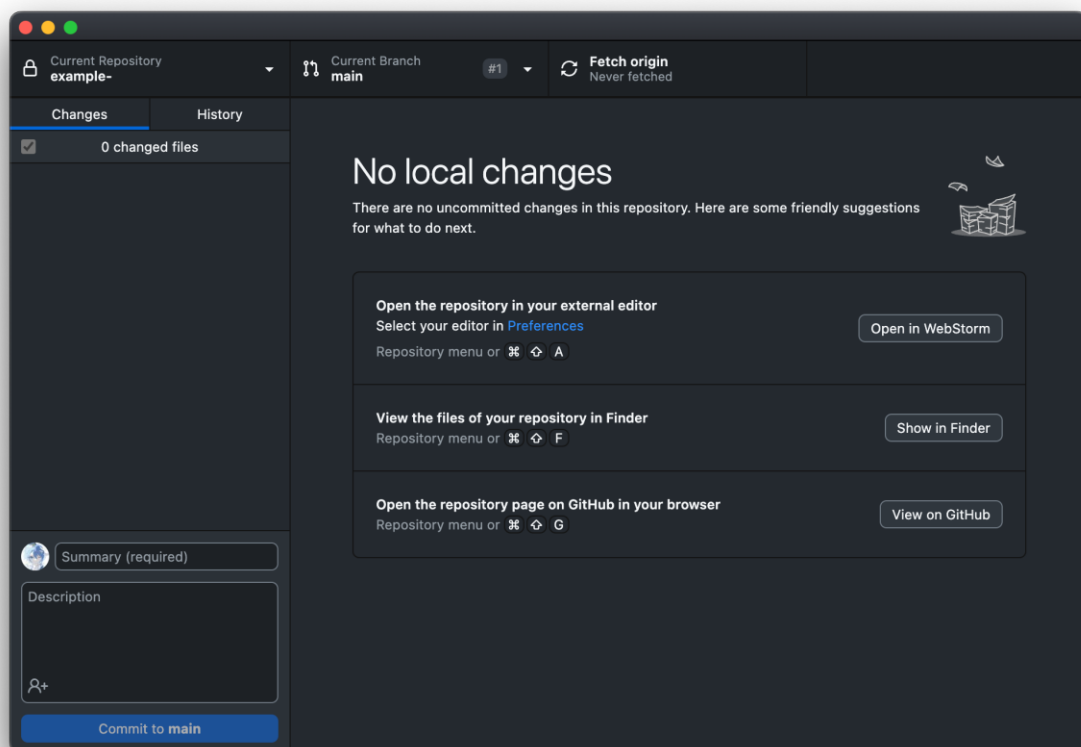 Current Repository
example-
Current Branch
main
#1
Fetch origin
Never fetched
Changes
History
0 changed files
No local changes
There are no uncommitted changes in this repository. Here are some friendly suggestions
for what to do next.
Open the repository in your external editor
Select your editor in Preferences
Repository menu or ⌘ ⇧ A
Open in WebStorm
View the files of your repository in Finder
Repository menu or ⌘ ⇧ F
Show in Finder
Open the repository page on GitHub in your browser
Repository menu or ⌘ ⇧ G
View on GitHub
Summary (required)
Description
Commit to main